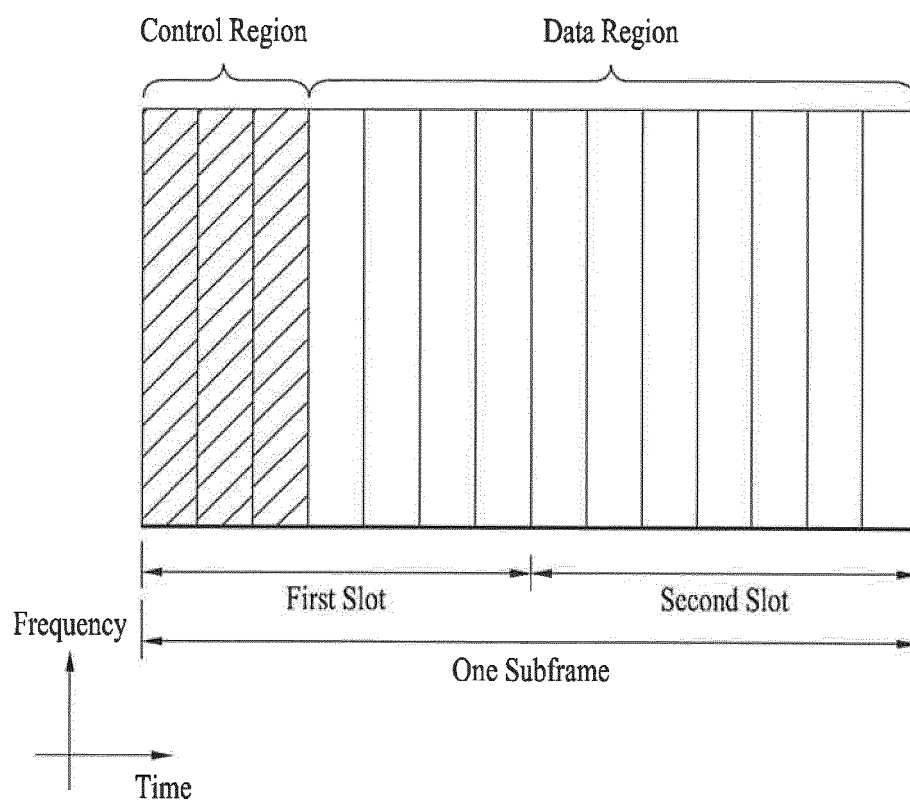 Control Region
Data Region
First Slot
Second Slot
Frequency
One Subframe
Time